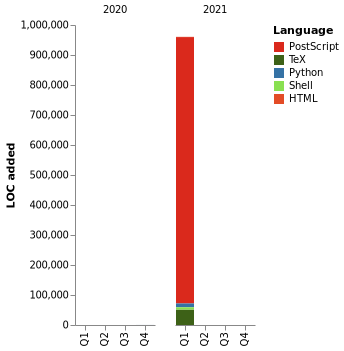 2020 2021
Language
PostScript
TeX
Python
Shell
HTML
LOC added
1,000,000
900,000
800,000
700,000
600,000
500,000
400,000
300,000
200,000
100,000
0
Q1 Q2 Q3 Q4 Q1 Q2 Q3 Q4